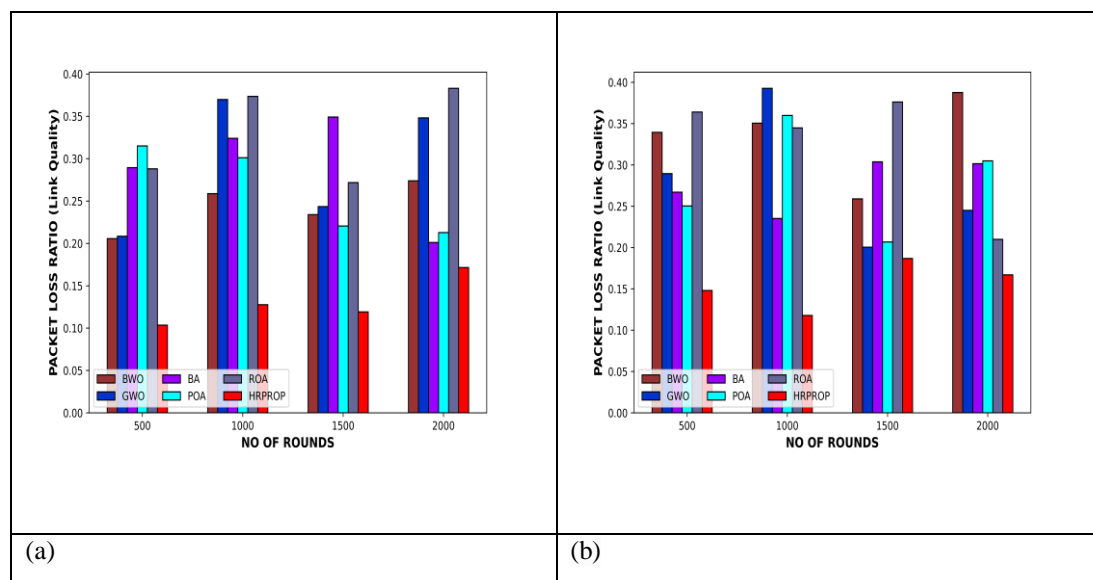 PACKET LOSS RATIO (Link Quality)
0.40
0.35
0.30
0.25
0.20
0.15
0.10
0.05
0.00
BWO BA ROA
GWO POA HRPROP
500 1000 1500 2000
NO OF ROUNDS
(a)
PACKET LOSS RATIO (Link Quality)
0.40
0.35
0.30
0.25
0.20
0.15
0.10
0.05
0.00
BWO BA ROA
GWO POA HRPROP
500 1000 1500 2000
NO OF ROUNDS
(b)